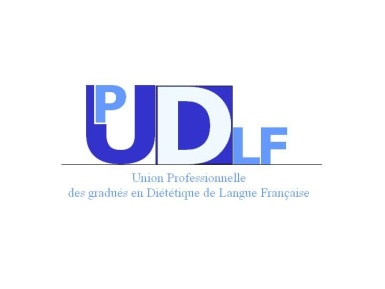 UPDLF
Union Professionnelle
des gradués en Diététique de Langue Française